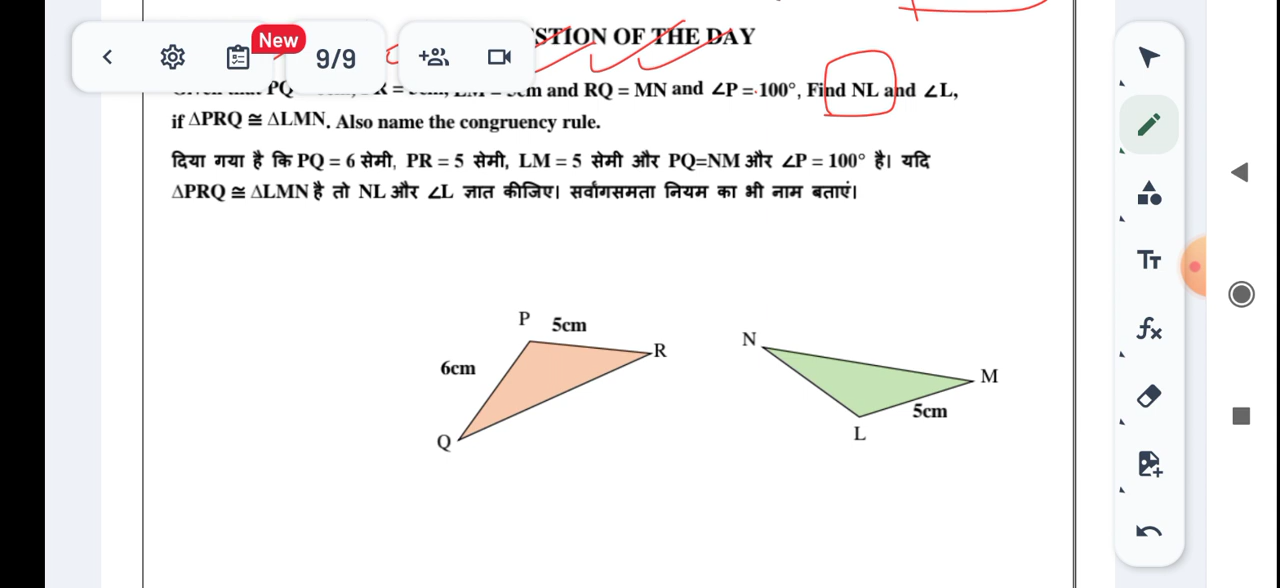 New
9/9
STION OF THE DAY
PQ and RQ = MN and ∠P = 100°, Find NL and ∠L,
if ΔPRQ ≅ ΔLMN. Also name the congruency rule.
दिया गया है कि PQ = 6 सेमी, PR = 5 सेमी, LM = 5 सेमी और PQ=NM और ∠P = 100° है। यदि
ΔPRQ ≅ ΔLMN है तो NL और ∠L ज्ञात कीजिए। सर्वांगसमता नियम का भी नाम बताएं।
P 5cm
R
6cm
Q
N
M
5cm
L
TT
fx